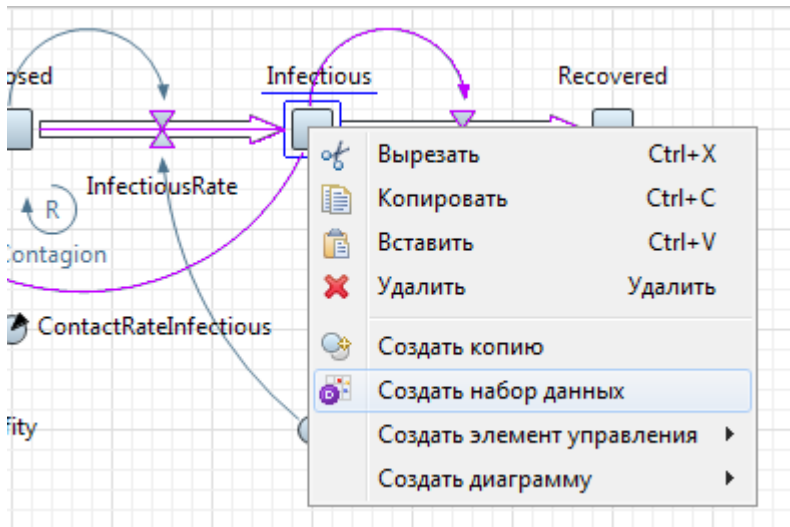 osed Infectious Recovered
InfectiousRate
R
Contagion
ContactRateInfectious
Вырезать Ctrl+X
Копировать Ctrl+C
Вставить Ctrl+V
Удалить Удалить
Создать копию
D Создать набор данных
Создать элемент управления
Создать диаграмму